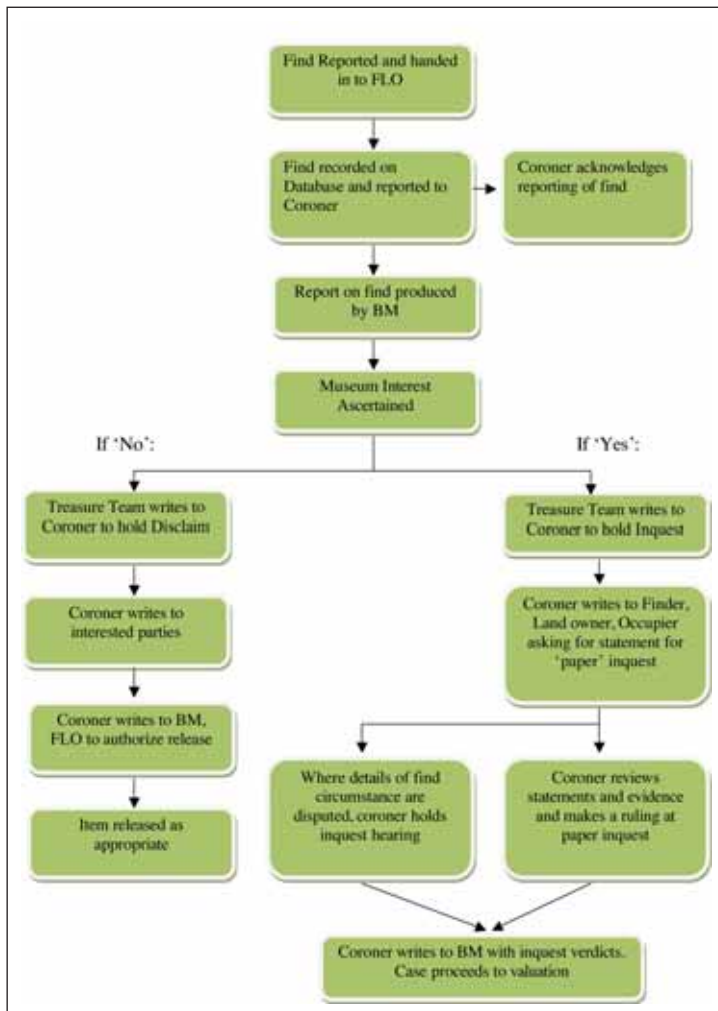 Find Reported and handed
in to FLO
Find recorded on
Database and reported to
Coroner
Coroner acknowledges
reporting of find
Report on find produced
by BM
Museum Interest
Ascertained
If ‘No’:
If ‘Yes’:
Treasure Team writes to
Coroner to hold Disclaim
Treasure Team writes to
Coroner to hold Inquest
Coroner writes to
interested parties
Coroner writes to Finder,
Land owner, Occupier
asking for statement for
‘paper’ inquest
Coroner writes to BM,
FLO to authorize release
Where details of find
circumstance are
disputed, coroner holds
inquest hearing
Coroner reviews
statements and evidence
and makes a ruling at
paper inquest
Item released as
appropriate
Coroner writes to BM with inquest verdicts.
Case proceeds to valuation